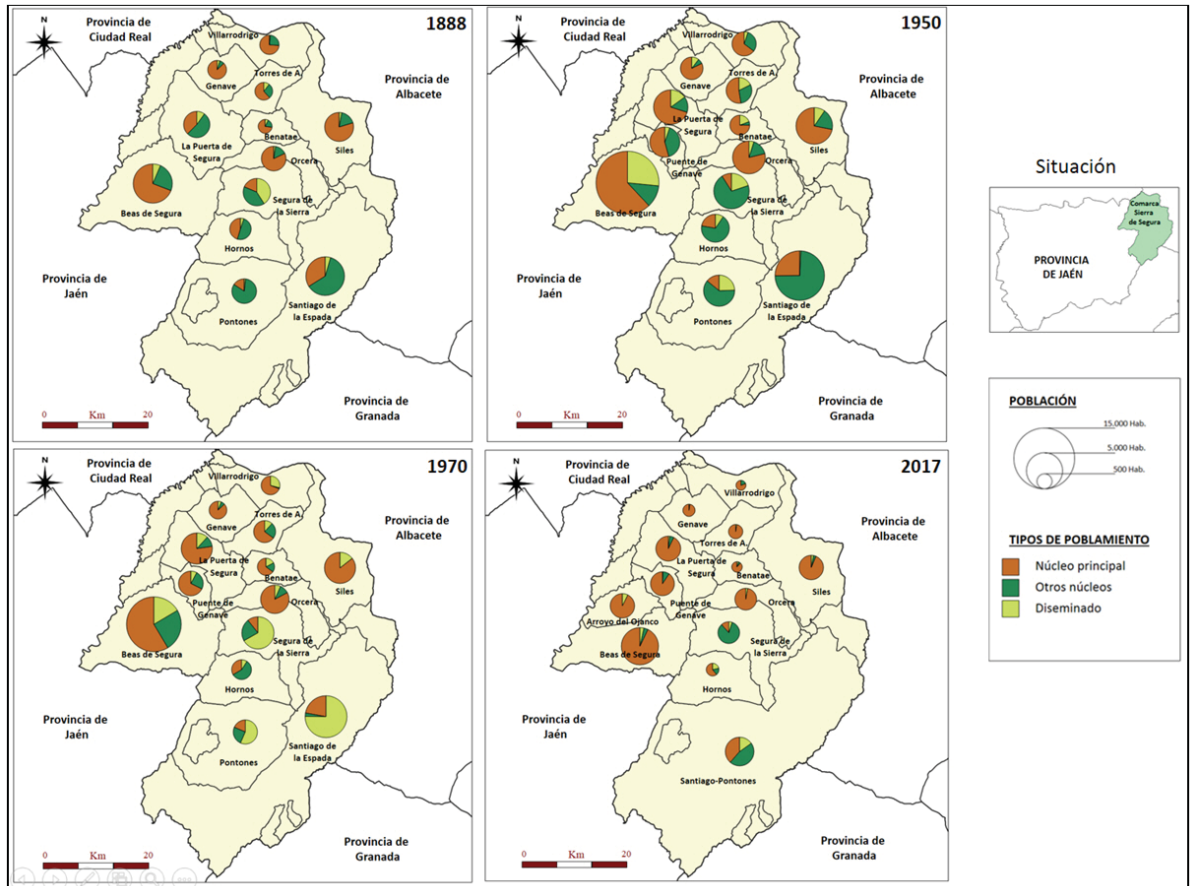 1888
Provincia de
Ciudad Real
N
Villarrodrigo
Provincia de
Albacete
Genave
Torres de A.
La Puerta de
Segura
Benatae
Siles
Orcera
Beas de Segura
Segura de
la Sierra
Hornos
Provincia de
Jaén
Santiago de
la Espada
Pontones
Provincia de
Granada
0 Km 20
1950
Provincia de
Ciudad Real
N
Villarrodrigo
Provincia de
Albacete
Genave
Torres de A.
La Puerta de
Segura
Benatae
Siles
Puente de
Genave
Orcera
Beas de Segura
Segura de
la Sierra
Hornos
Provincia de
Jaén
Santiago de
la Espada
Pontones
Provincia de
Granada
0 Km 20
1970
Provincia de
Ciudad Real
N
Villarrodrigo
Provincia de
Albacete
Genave
Torres de A.
La Puerta de
Segura
Benatae
Siles
Puente de
Genave
Orcera
Beas de Segura
Segura de
la Sierra
Hornos
Provincia de
Jaén
Santiago de
la Espada
Pontones
Provincia de
Granada
0 Km 20
2017
Provincia de
Ciudad Real
N
Villarrodrigo
Provincia de
Albacete
Genave
Torres de A.
La Puerta de
Segura
Benatae
Siles
Puente de
Genave
Orcera
Arroyo del Ojanco
Beas de Segura
Segura de
la Sierra
Hornos
Provincia de
Jaén
Santiago-Pontones
Provincia de
Granada
0 Km 20
Situación
Comarca
Sierra
de Segura
PROVINCIA
DE JAÉN
POBLACIÓN
15.000 Hab.
5.000 Hab.
500 Hab.
TIPOS DE POBLAMIENTO
Núcleo principal
Otros núcleos
Diseminado